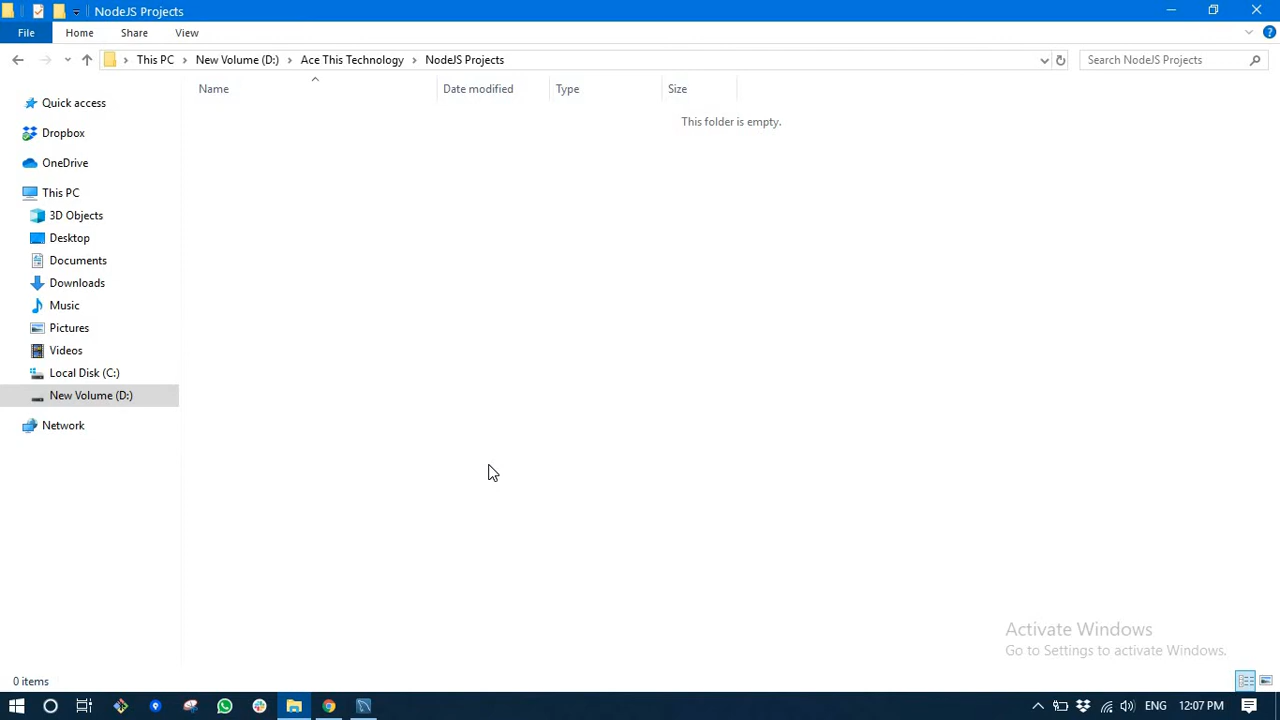 NodeJS Projects
File Home Share View
This PC New Volume (D:) Ace This Technology NodeJS Projects
Search NodeJS Projects
Name Date modified Type Size
This folder is empty.
Quick access
Dropbox
OneDrive
This PC
3D Objects
Desktop
Documents
Downloads
Music
Pictures
Videos
Local Disk (C:)
New Volume (D:)
Network
Activate Windows
Go to Settings to activate Windows.
0 items
ENG 12:07 PM